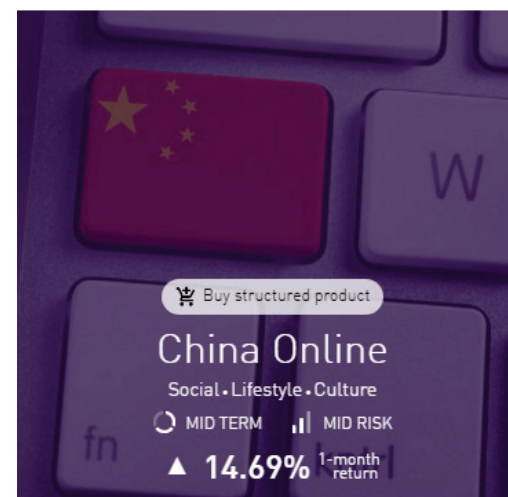 W
Buy structured product
China Online
Social • Lifestyle • Culture
MID TERM MID RISK
fn
▲ 14.69% 1-month return